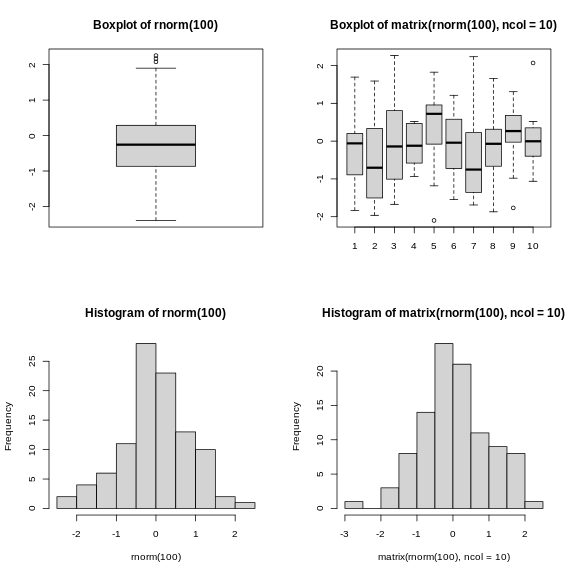 Boxplot of rnorm(100)
2
1
0
-1
-2
Boxplot of matrix(rnorm(100), ncol = 10)
2
1
0
-1
-2
1 2 3 4 5 6 7 8 9 10
Histogram of rnorm(100)
Frequency
25
20
15
10
5
0
-2 -1 0 1 2
rnorm(100)
Histogram of matrix(rnorm(100), ncol = 10)
Frequency
20
15
10
5
0
-3 -2 -1 0 1 2
matrix(rnorm(100), ncol = 10)